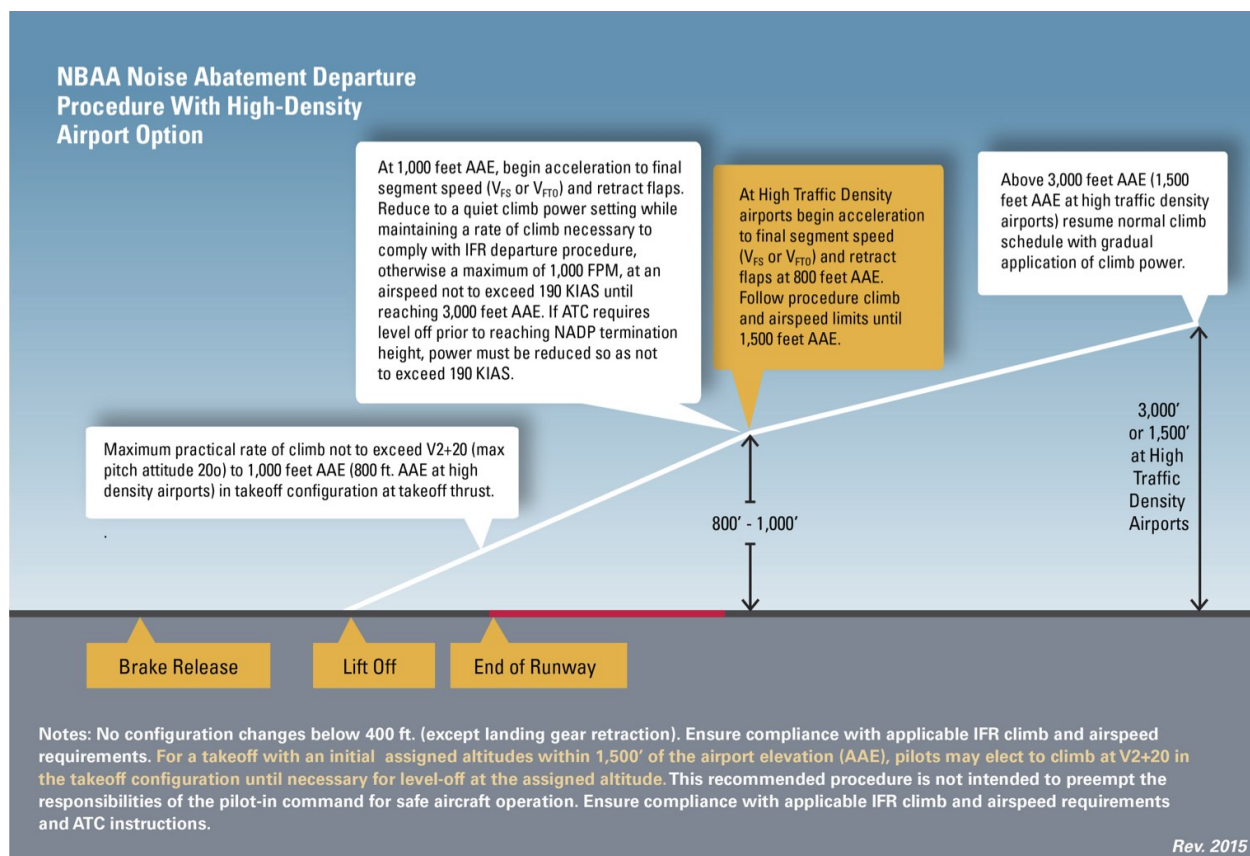 NBAA Noise Abatement Departure
Procedure With High-Density
Airport Option
At 1,000 feet AAE, begin acceleration to final
segment speed (VFS or VFTO) and retract flaps.
Reduce to a quiet climb power setting while
maintaining a rate of climb necessary to
comply with IFR departure procedure,
otherwise a maximum of 1,000 FPM, at an
airspeed not to exceed 190 KIAS until
reaching 3,000 feet AAE. If ATC requires
level off prior to reaching NADP termination
height, power must be reduced so as not
to exceed 190 KIAS.
At High Traffic Density
airports begin acceleration
to final segment speed
(VFS or VFTO) and retract
flaps at 800 feet AAE.
Follow procedure climb
and airspeed limits until
1,500 feet AAE.
Above 3,000 feet AAE (1,500
feet AAE at high traffic density
airports) resume normal climb
schedule with gradual
application of climb power.
Maximum practical rate of climb not to exceed V2+20 (max
pitch attitude 20o) to 1,000 feet AAE (800 ft. AAE at high
density airports) in takeoff configuration at takeoff thrust.
.
800’ - 1,000’
3,000’
or 1,500’
at High
Traffic
Density
Airports
Brake Release
Lift Off
End of Runway
Notes: No configuration changes below 400 ft. (except landing gear retraction). Ensure compliance with applicable IFR climb and airspeed
requirements. For a takeoff with an initial assigned altitudes within 1,500’ of the airport elevation (AAE), pilots may elect to climb at V2+20 in
the takeoff configuration until necessary for level-off at the assigned altitude. This recommended procedure is not intended to preempt the
responsibilities of the pilot-in command for safe aircraft operation. Ensure compliance with applicable IFR climb and airspeed requirements
and ATC instructions.
Rev. 2015